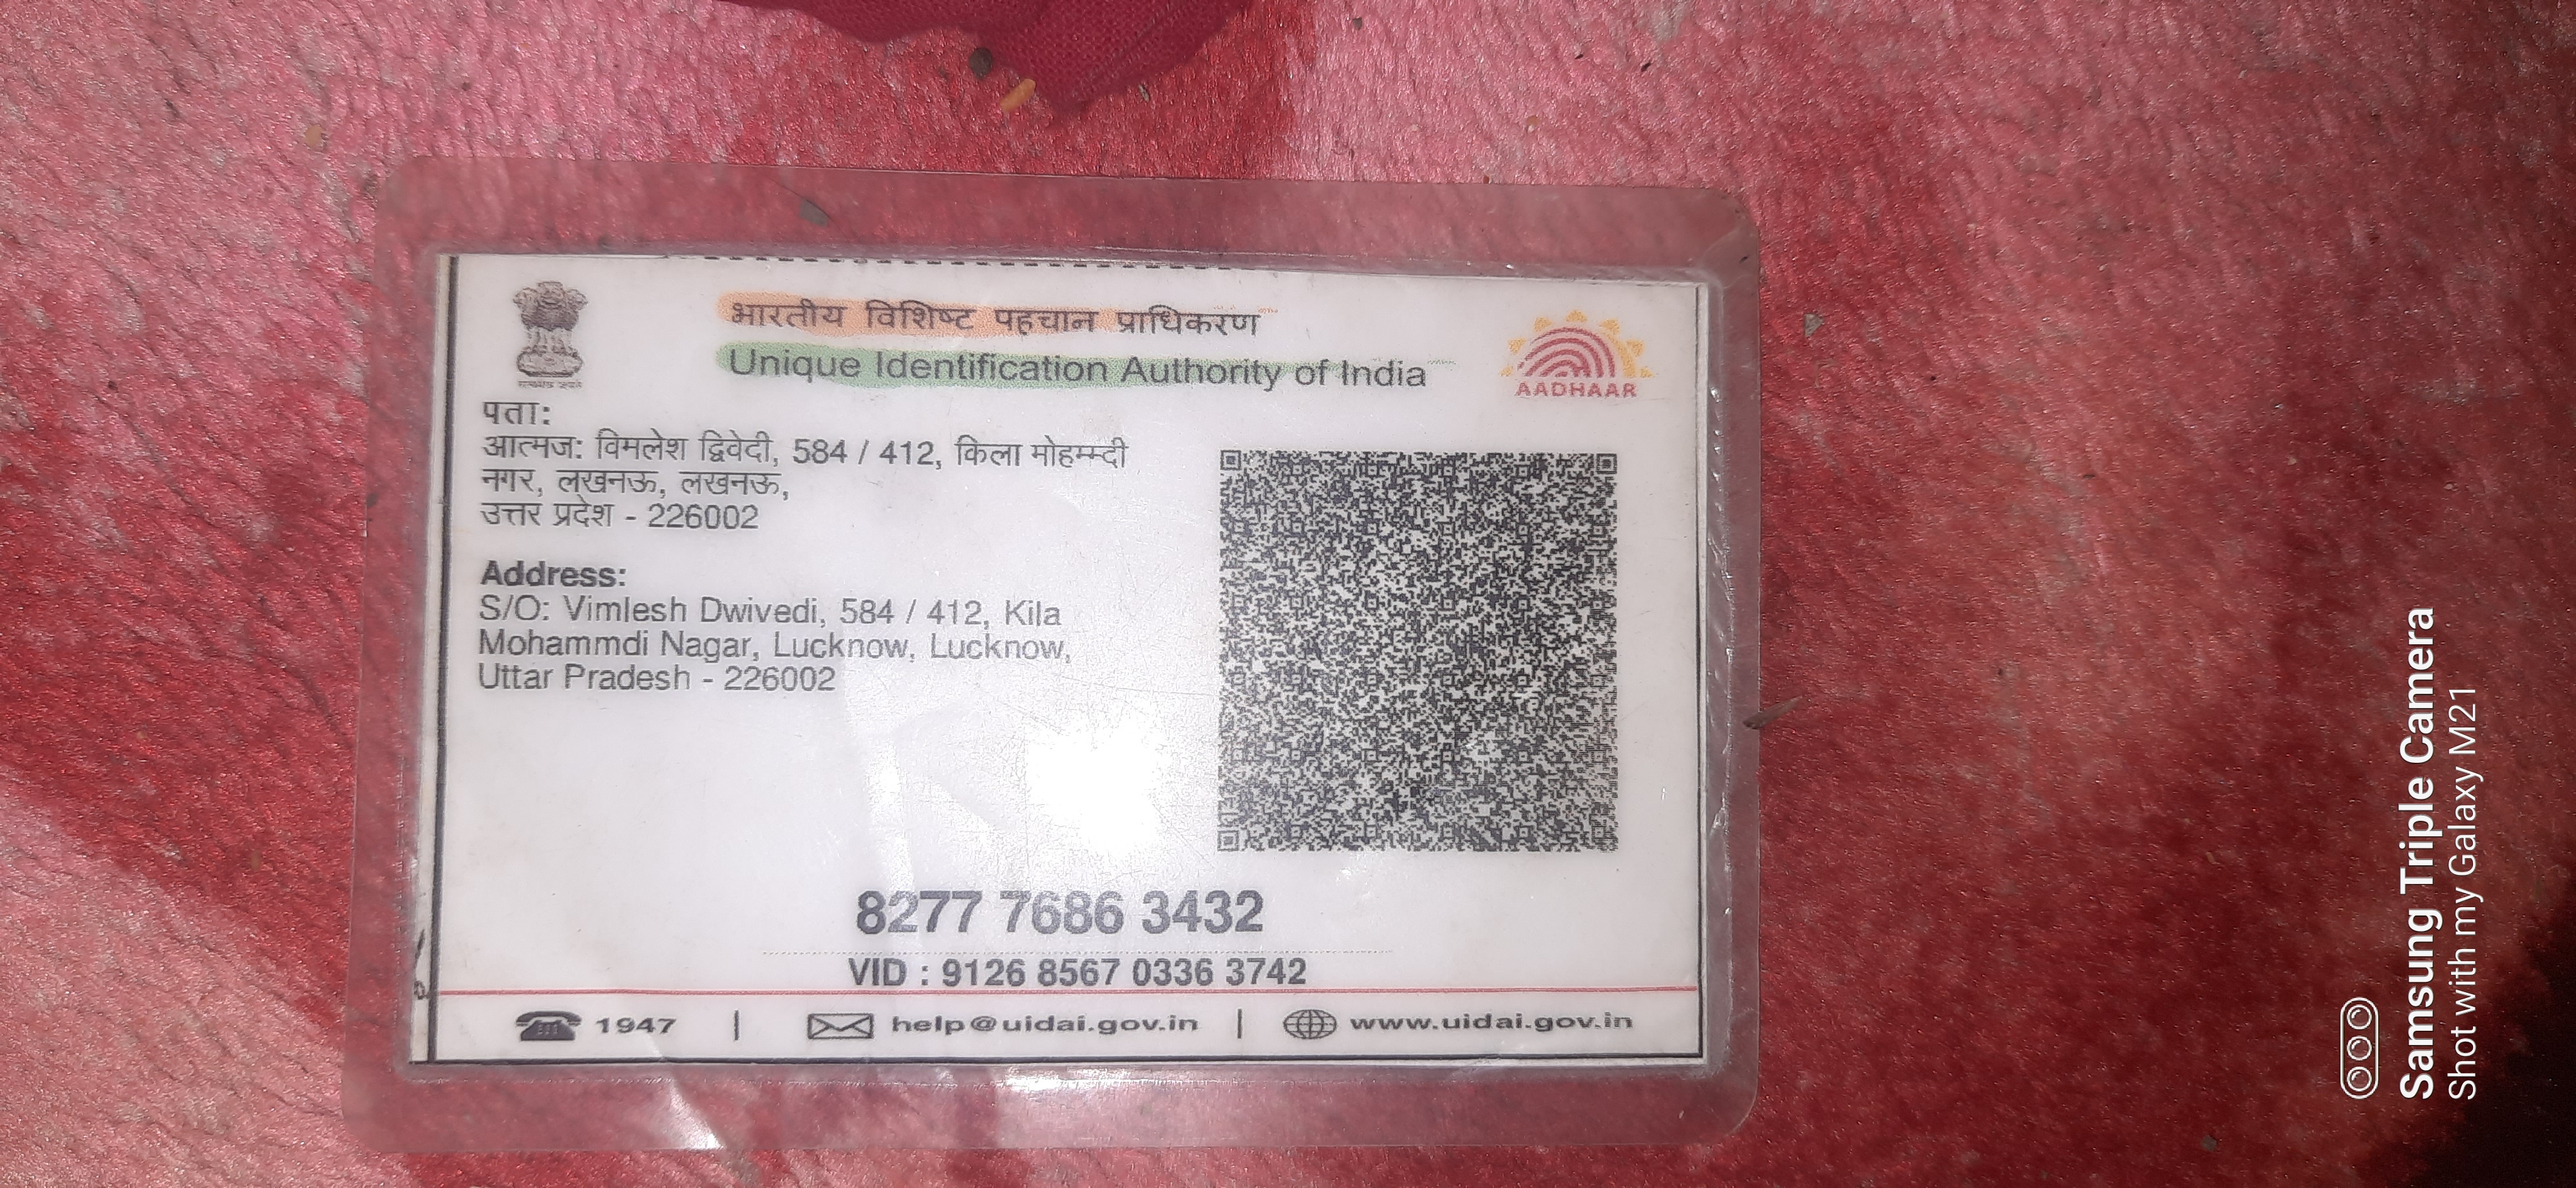 भारतीय विशिष्ट पहचान प्राधिकरण
Unique Identification Authority of India
AADHAAR
पता:
आत्मज: विमलेश द्विवेदी, 584 / 412, किला मोहम्म्दी
नगर, लखनऊ, लखनऊ,
उत्तर प्रदेश - 226002
Address:
S/O: Vimlesh Dwivedi, 584 / 412, Kila
Mohammdi Nagar, Lucknow, Lucknow,
Uttar Pradesh - 226002
8277 7686 3432
VID : 9126 8567 0336 3742
1947 | help@uidai.gov.in | www.uidai.gov.in
Samsung Triple Camera
Shot with my Galaxy M21